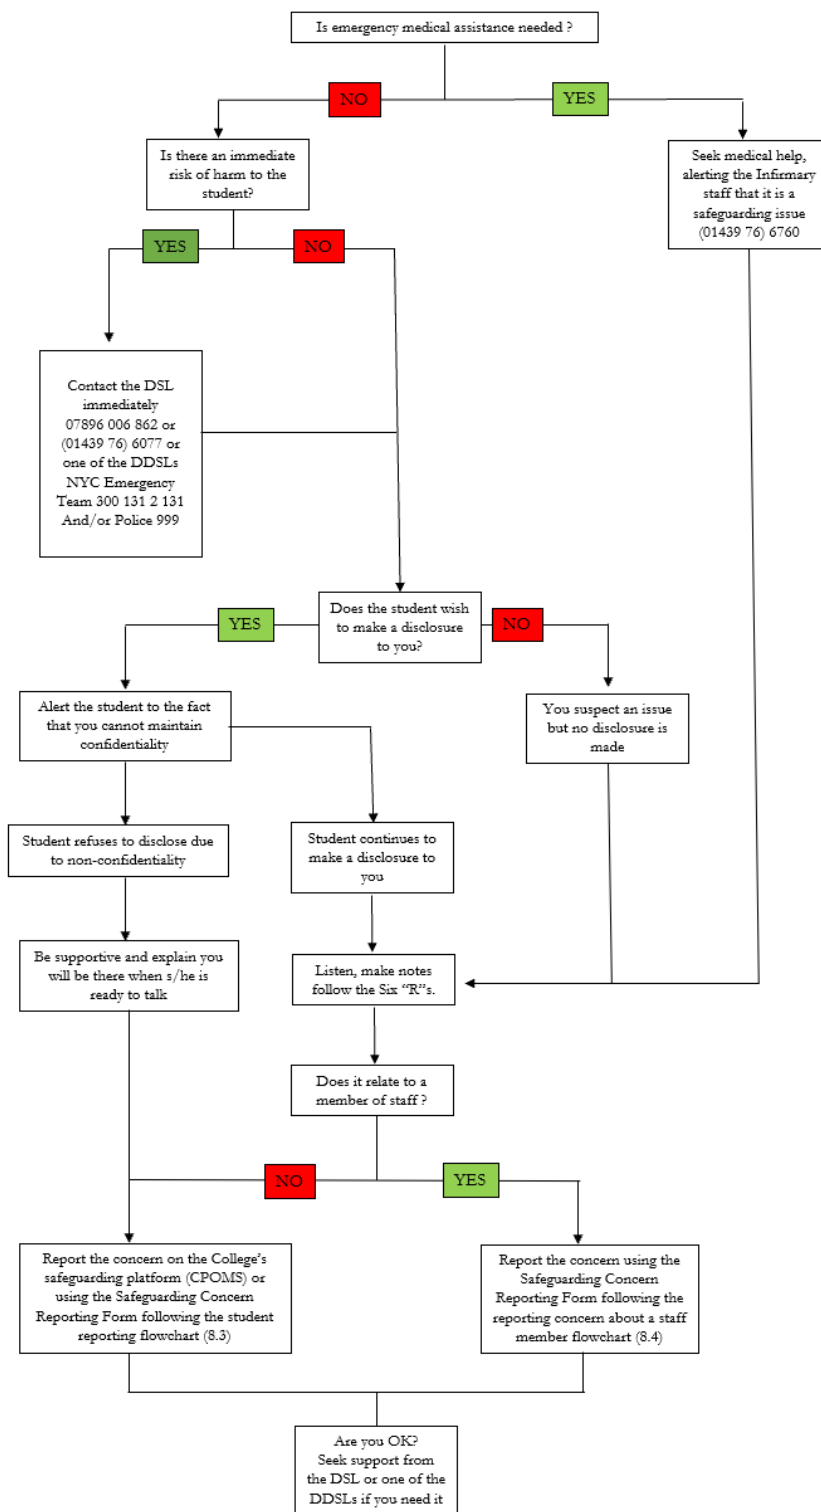 Is emergency medical assistance needed ?
NO
YES
Is there an immediate
risk of harm to the
student?
Seek medical help,
alerting the Infirmary
staff that it is a
safeguarding issue
(01439 76) 6760
YES
NO
Contact the DSL
immediately
07896 006 862 or
(01439 76) 6077 or
one of the DDSLs
NYC Emergency
Team 300 131 2 131
And/or Police 999
Does the student wish
to make a disclosure
to you?
YES
NO
Alert the student to the fact
that you cannot maintain
confidentiality
You suspect an issue
but no disclosure is
made
Student refuses to disclose due
to non-confidentiality
Student continues to
make a disclosure to
you
Be supportive and explain you
will be there when s/he is
ready to talk
Listen, make notes
follow the Six “R”s.
Does it relate to a
member of staff ?
NO
YES
Report the concern on the College’s
safeguarding platform (CPOMS) or
using the Safeguarding Concern
Reporting Form following the student
reporting flowchart (8.3)
Report the concern using the
Safeguarding Concern
Reporting Form following the
reporting concern about a staff
member flowchart (8.4)
Are you OK?
Seek support from
the DSL or one of the
DDSLs if you need it